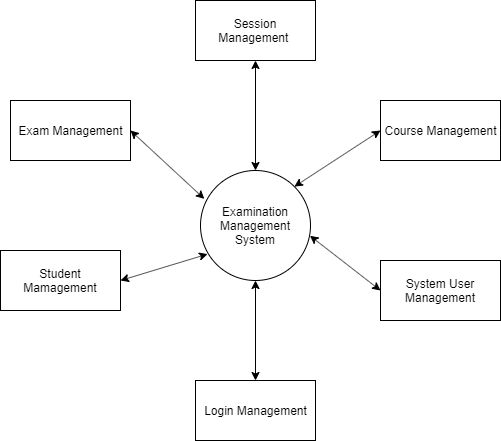 Session
Management
Exam Management
Course Management
Examination
Management
System
Student
Mamagement
System User
Management
Login Management